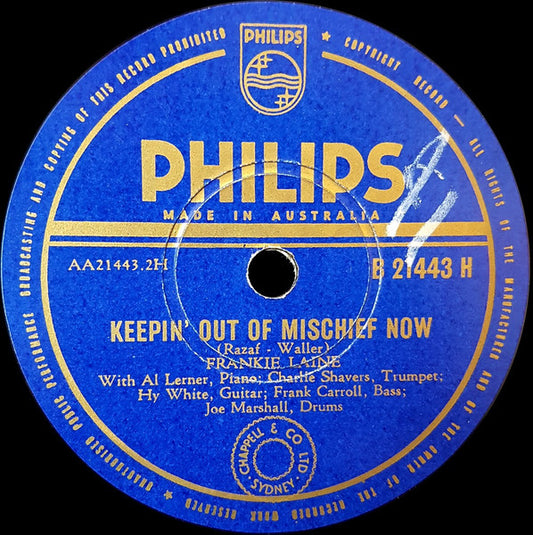 PHILIPS
PHILIPS
MADE IN AUSTRALIA
AA21443.2H
B 21443 H
KEEPIN' OUT OF MISCHIEF NOW
(Razaf - Waller)
FRANKIE LAINE
With Al Lerner, Piano; Charlie Shavers, Trumpet;
Hy White, Guitar; Frank Carroll, Bass;
Joe Marshall, Drums
CHAPPELL & CO LTD.
SYDNEY
★ COPYRIGHT RECORD — ALL RIGHTS OF THE MANUFACTURER AND OF THE OWNER OF THE RECORDED WORK RESERVED ★ UNAUTHORISED PUBLIC PERFORMANCE BROADCASTING AND COPYING OF THIS RECORD PROHIBITED